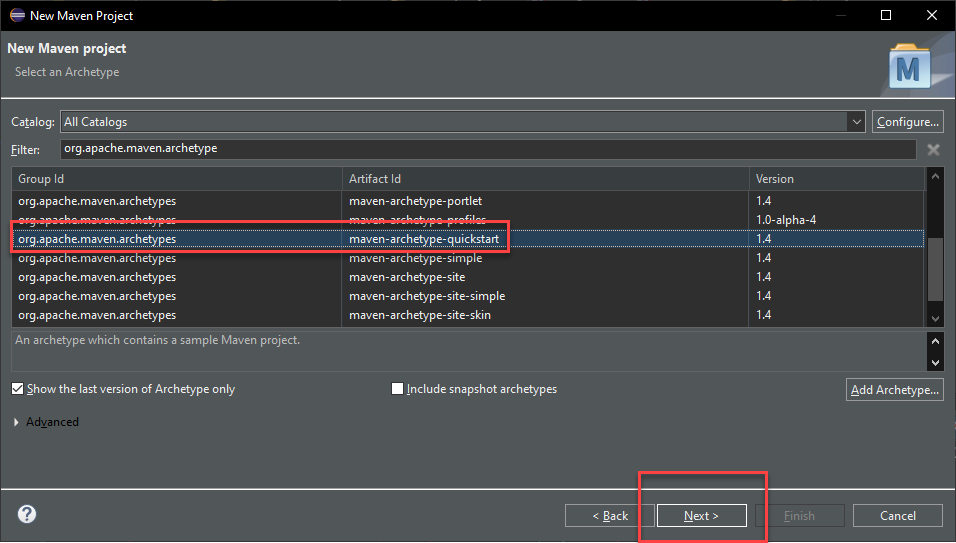 New Maven Project
New Maven project
Select an Archetype
M
Catalog: All Catalogs Configure...
Filter: org.apache.maven.archetype
Group Id Artifact Id Version
org.apache.maven.archetypes maven-archetype-portlet 1.4
org.apache.maven.archetypes maven-archetype-profiles 1.0-alpha-4
org.apache.maven.archetypes maven-archetype-quickstart 1.4
org.apache.maven.archetypes maven-archetype-simple 1.4
org.apache.maven.archetypes maven-archetype-site 1.4
org.apache.maven.archetypes maven-archetype-site-simple 1.4
org.apache.maven.archetypes maven-archetype-site-skin 1.4
An archetype which contains a sample Maven project.
Show the last version of Archetype only Include snapshot archetypes Add Archetype...
Advanced
? < Back Next > Finish Cancel